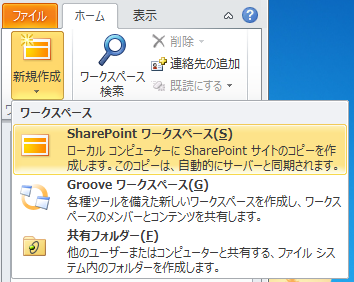 ファイル ホーム 表示
新規作成
ワークスペース
検索
削除
連絡先の追加
既読にする
ワークスペース
SharePoint ワークスペース(S)
ローカル コンピューターに SharePoint サイトのコピーを作
成します。このコピーは、自動的にサーバーと同期されます。
Groove ワークスペース(G)
各種ツールを備えた新しいワークスペースを作成し、ワークス
ペースのメンバーとコンテンツを共有します。
共有フォルダー(F)
他のユーザーまたはコンピューターと共有する、ファイル シス
テム内のフォルダーを作成します。